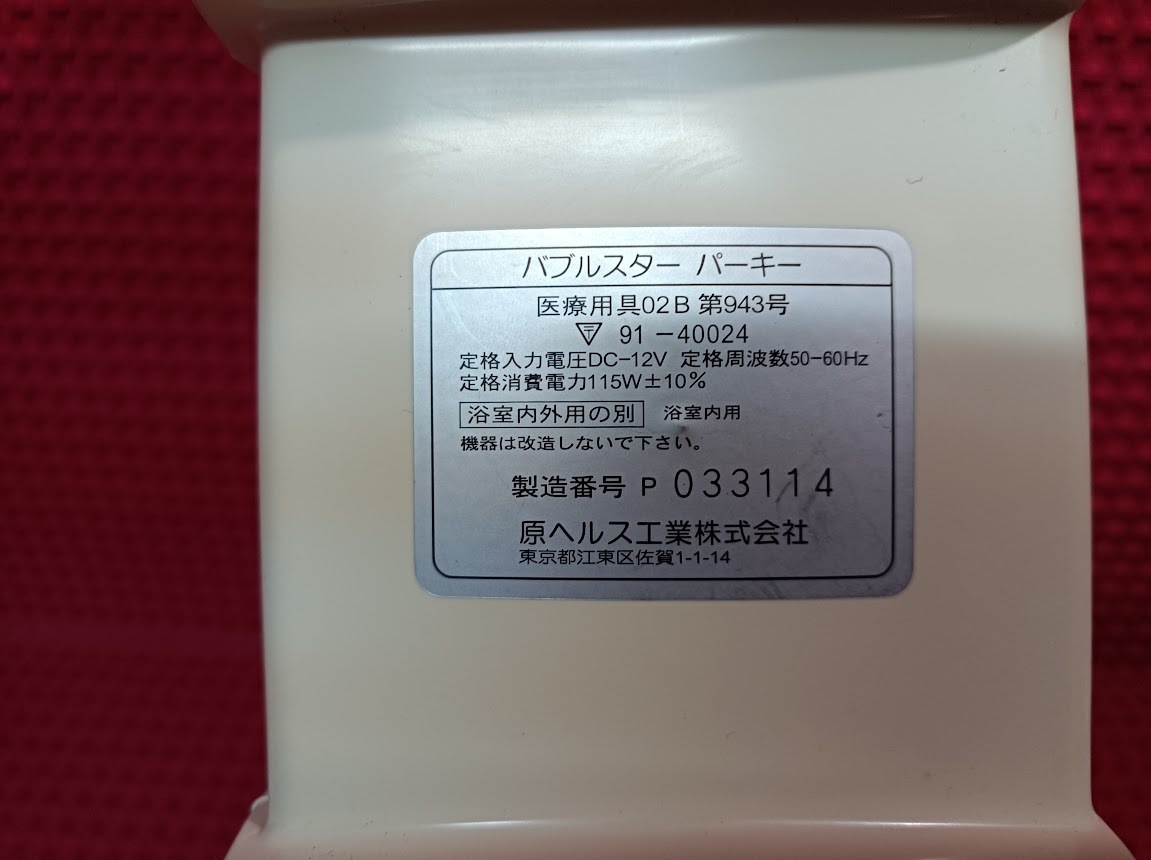 バブルスター パーキー
医療用具02B 第943号
〒 91-40024
定格入力電圧DC-12V 定格周波数50-60Hz
定格消費電力115W±10%
浴室内外用の別 浴室内用
機器は改造しないで下さい。
製造番号 P 033114
原ヘルス工業株式会社
東京都江東区佐賀1-1-14